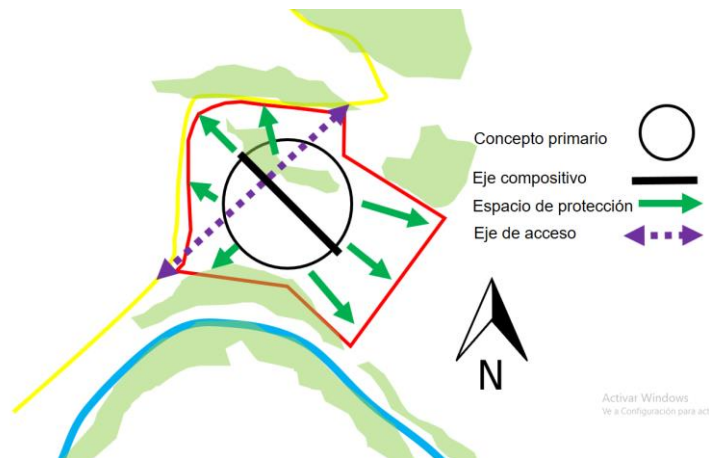 Concepto primario
Eje compositivo
Espacio de protección
Eje de acceso
N
Activar Windows
Ve a Configuración para act